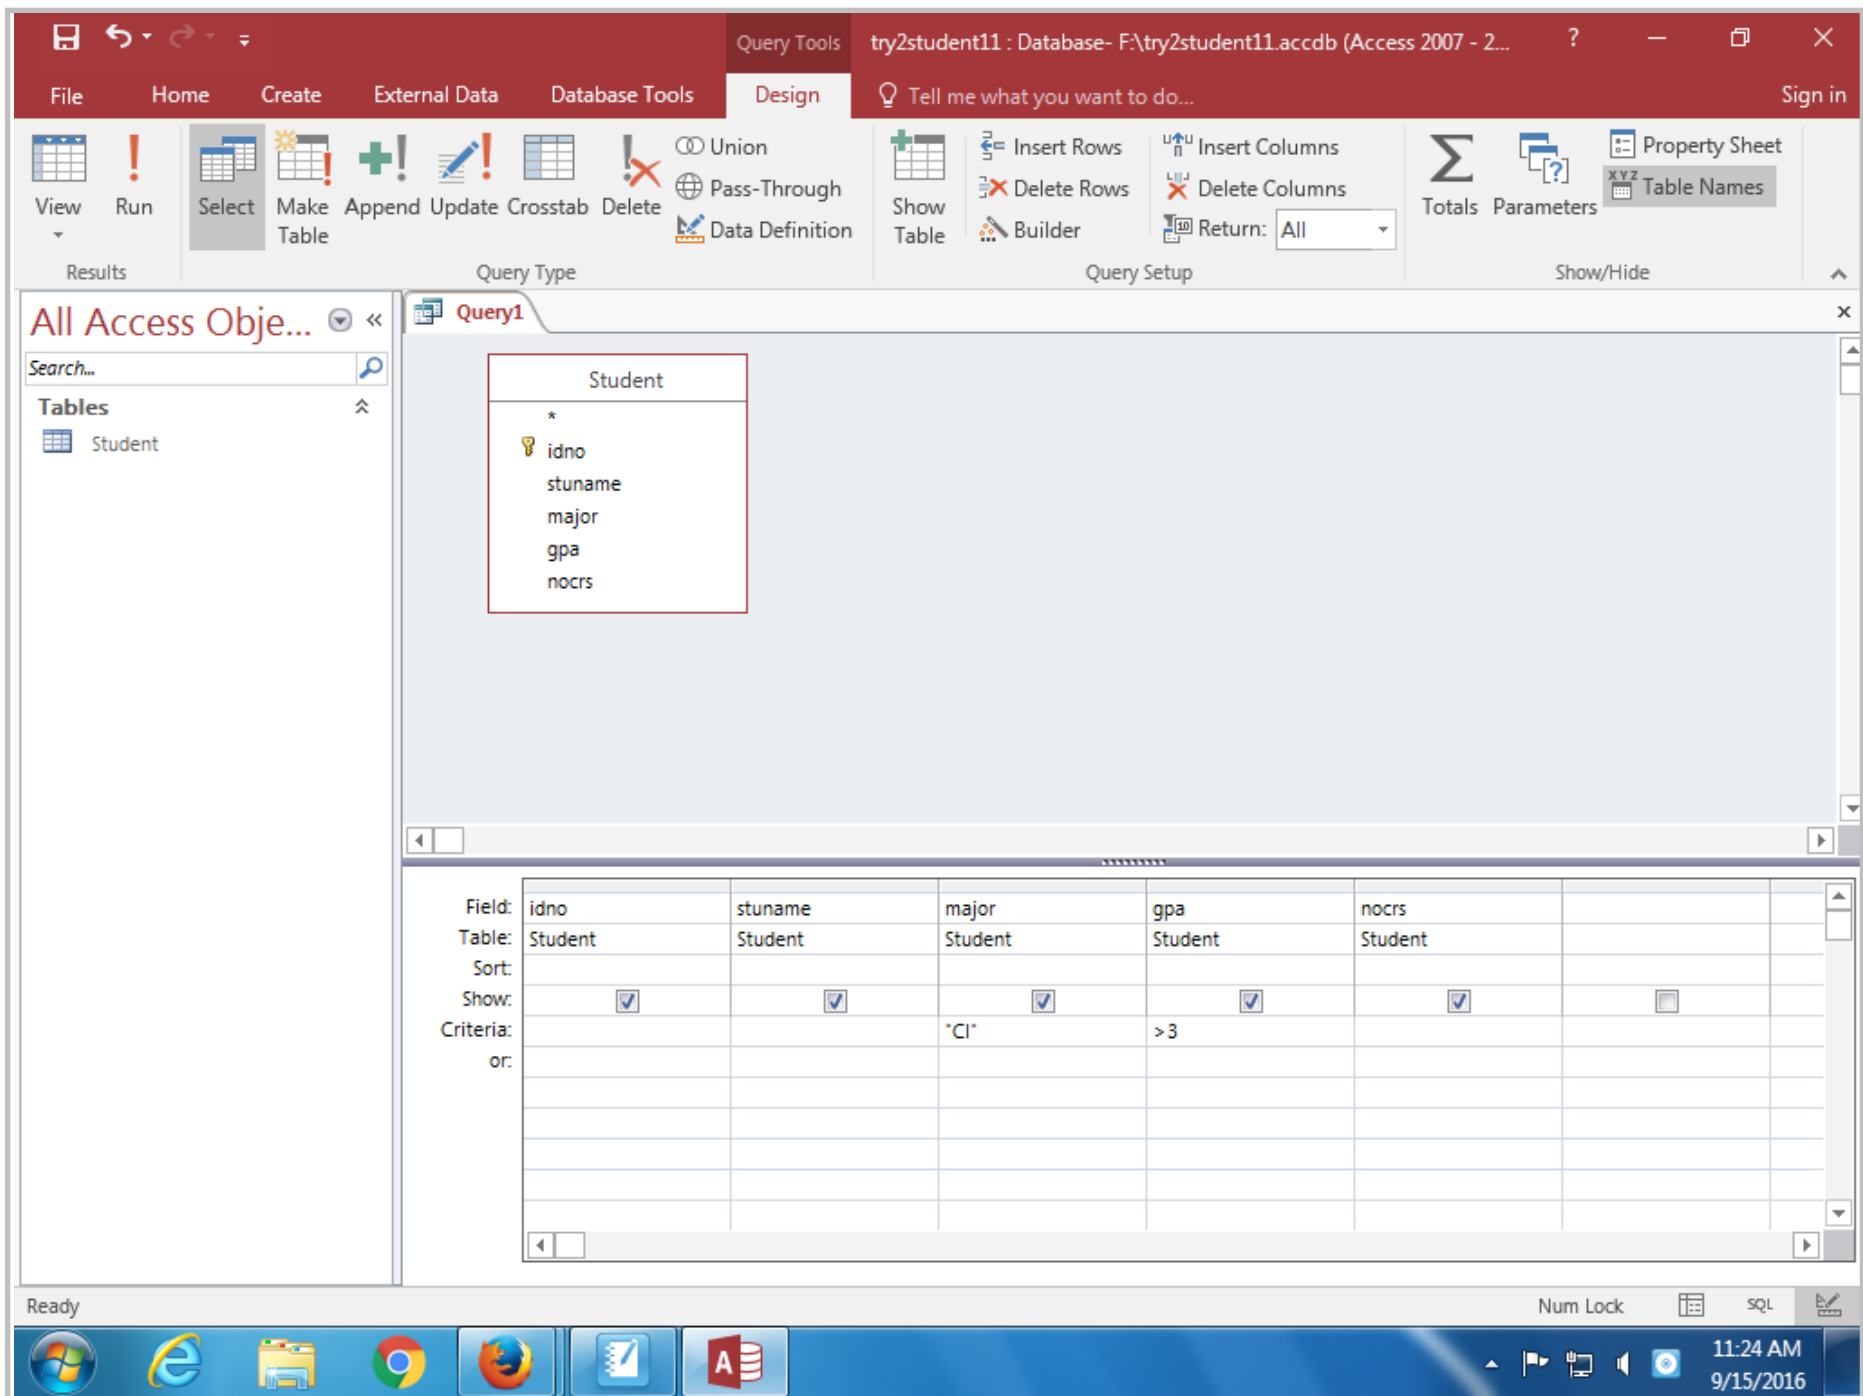 Query Tools try2student11 : Database- F:\try2student11.accdb (Access 2007 - 2... ?
File Home Create External Data Database Tools Design Tell me what you want to do... Sign in
View Run Select Make Table Append Update Crosstab Delete
Union
Pass-Through
Data Definition
Show Table
Insert Rows
Delete Rows
Builder
Insert Columns
Delete Columns
Return: All
Totals Parameters
Property Sheet
Table Names
Results Query Type Query Setup Show/Hide
All Access Obje... «
Search...
Tables
Student
Query1
Student
*
idno
stuname
major
gpa
nocrs
Field: idno stuname major gpa nocrs
Table: Student Student Student Student Student
Sort:
Show:
Criteria: "CI" >3
or:
Ready Num Lock SQL
11:24 AM
9/15/2016